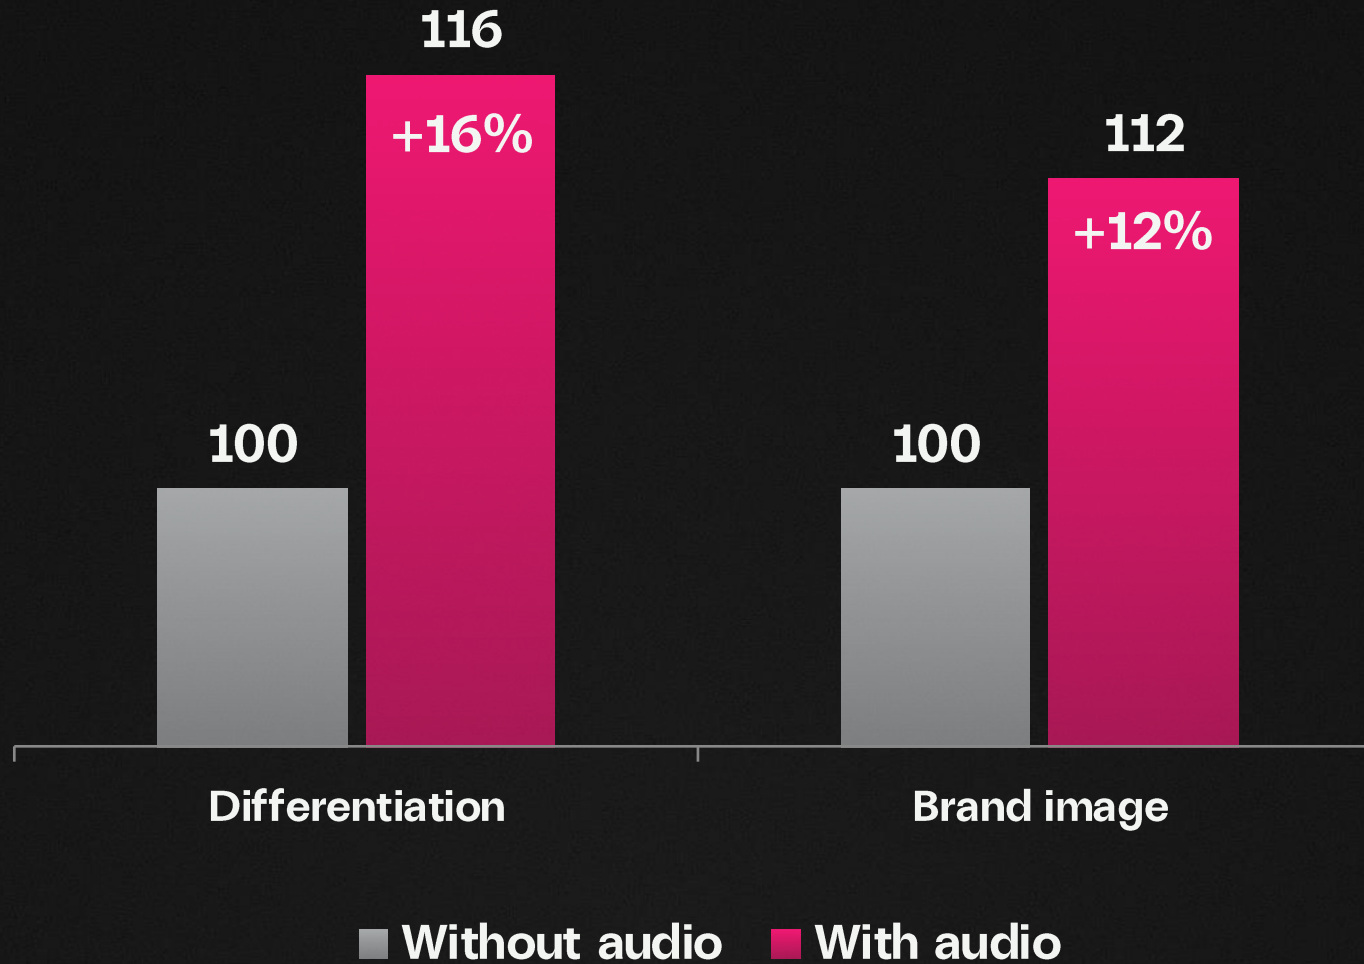 116
+16%
112
+12%
100
100
Differentiation
Brand image
Without audio
With audio